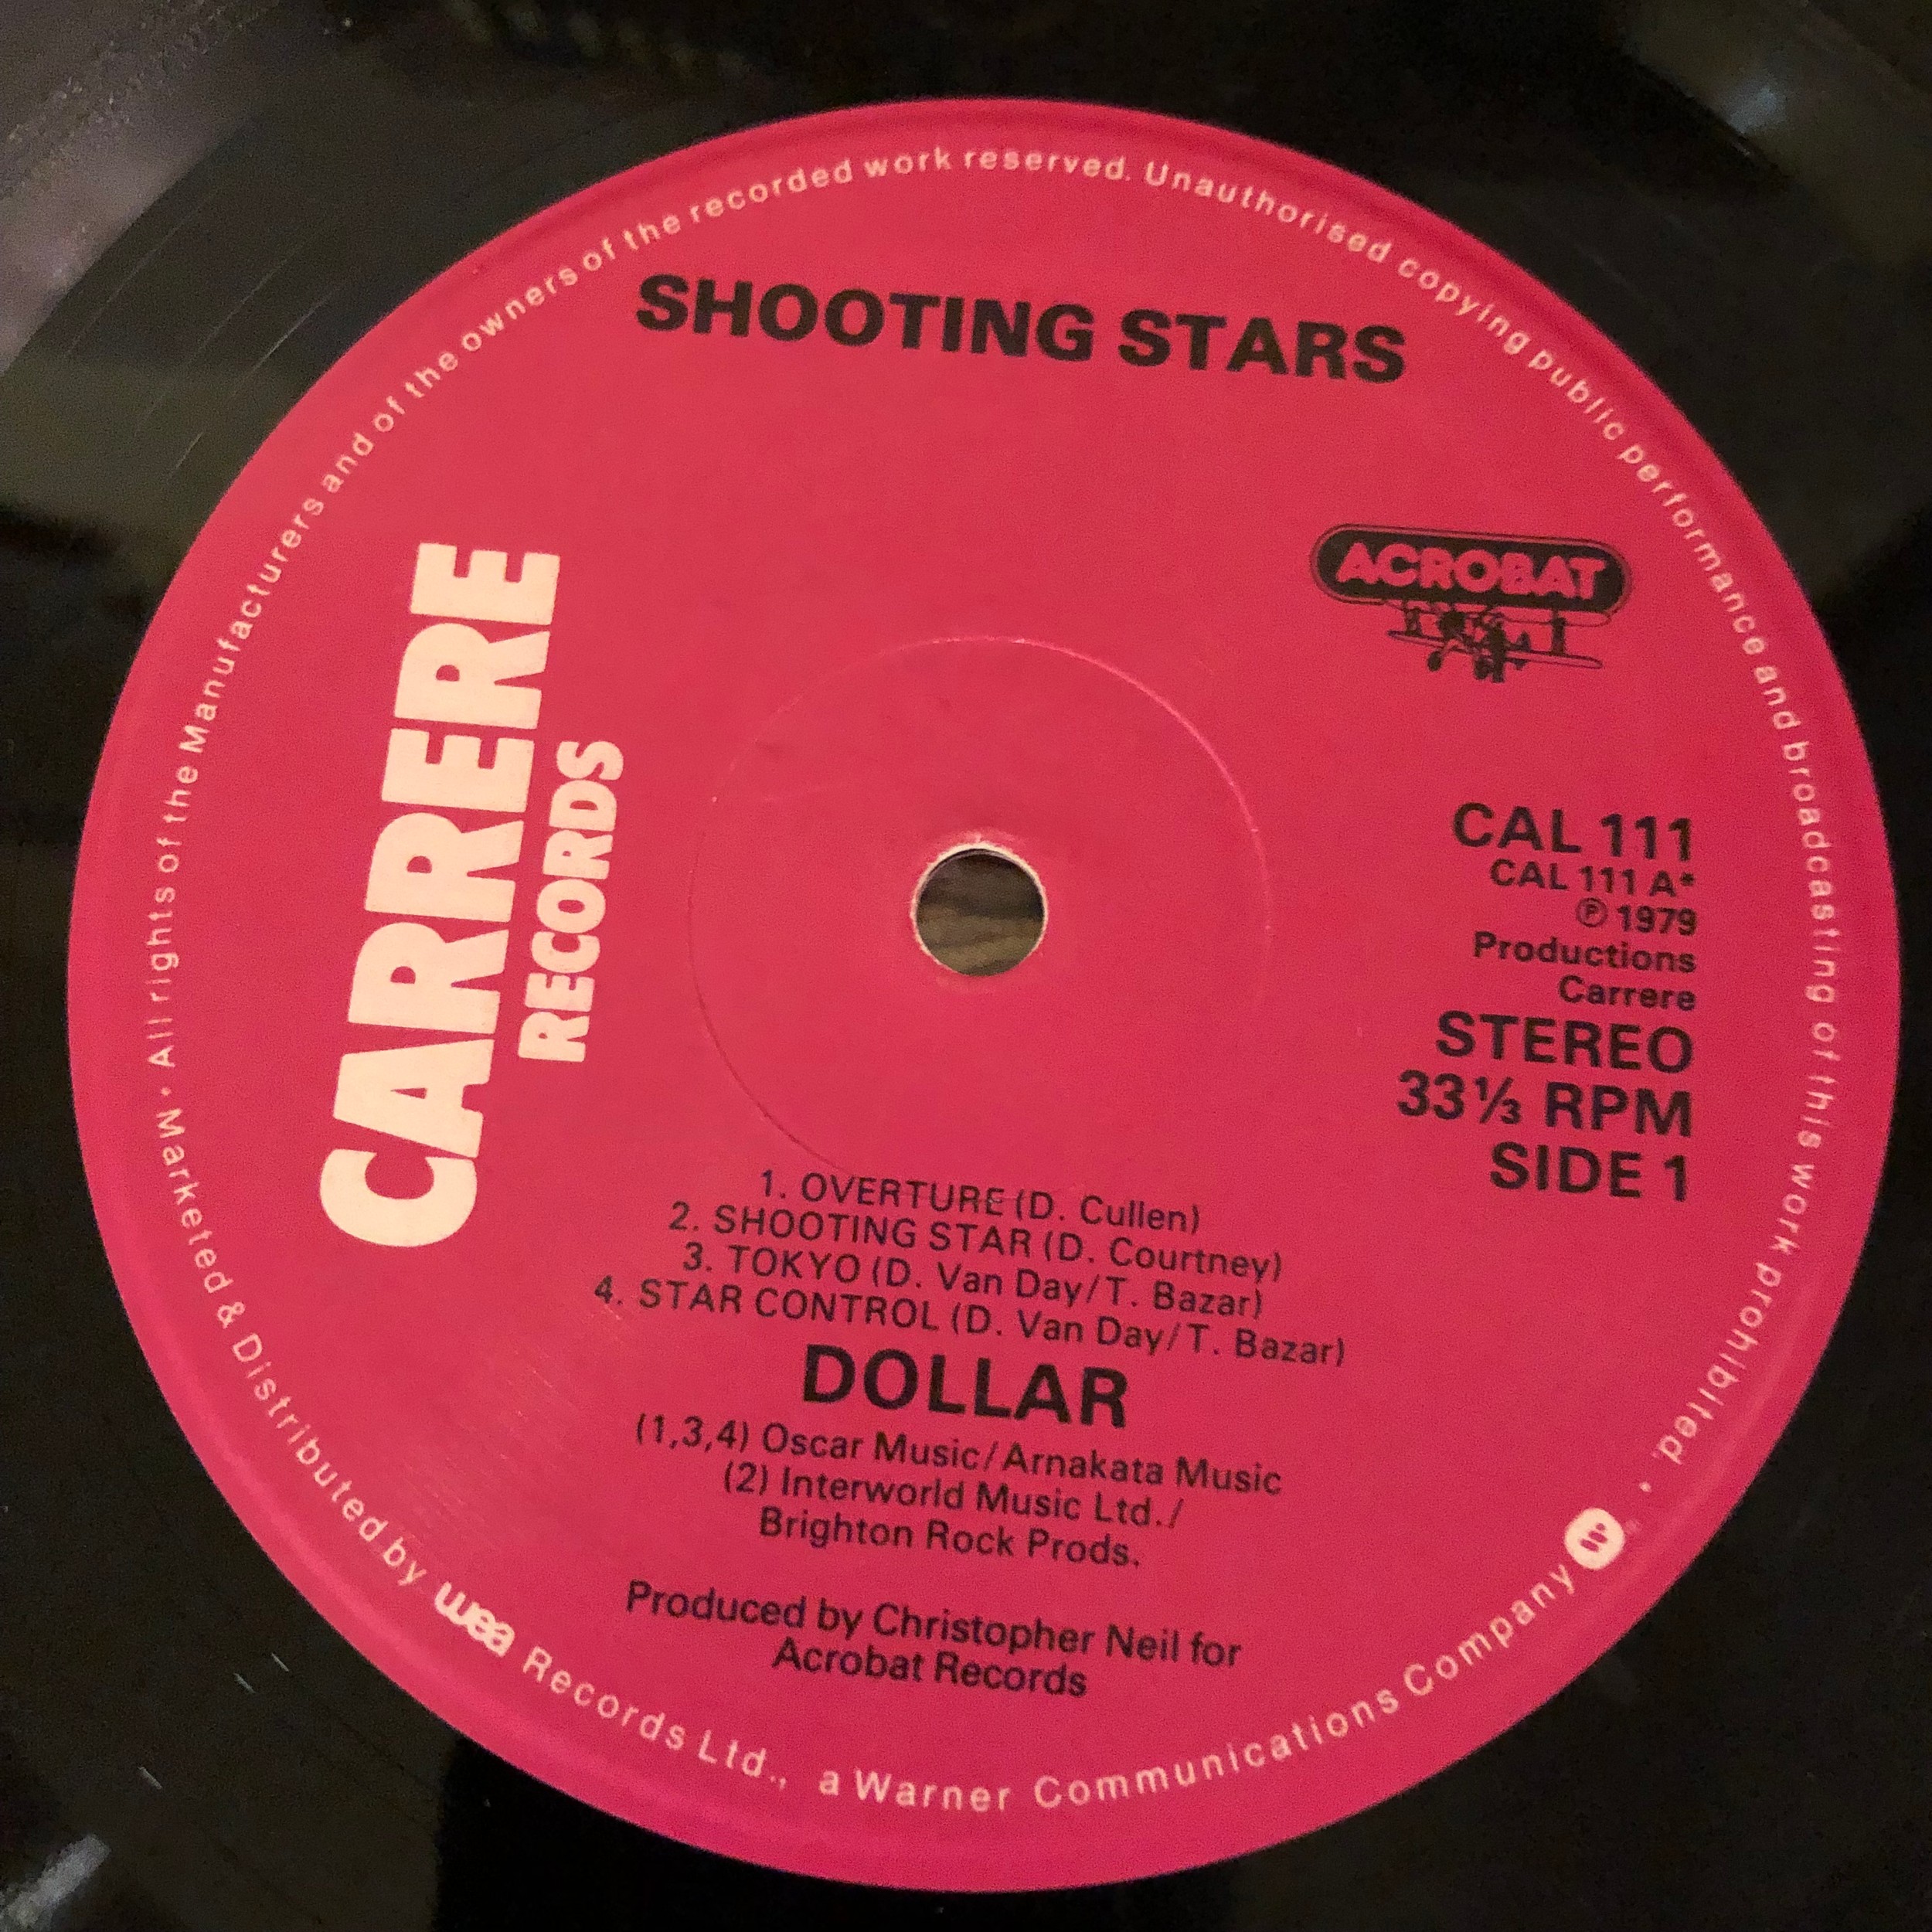 All rights of the Manufacturers and of the owners of the recorded work reserved. Unauthorised copying public performance and broadcasting of this work prohibited. •
SHOOTING STARS
ACROBAT
CARRERE
RECORDS
CAL 111
CAL 111 A*
℗ 1979
Productions
Carrere
STEREO
33⅓ RPM
SIDE 1
1. OVERTURE (D. Cullen)
2. SHOOTING STAR (D. Courtney)
3. TOKYO (D. Van Day/T. Bazar)
4. STAR CONTROL (D. Van Day/T. Bazar)
DOLLAR
(1,3,4) Oscar Music/Arnakata Music
(2) Interworld Music Ltd./
Brighton Rock Prods.
Produced by Christopher Neil for
Acrobat Records
• Marketed & Distributed by wea Records Ltd., a Warner Communications Company